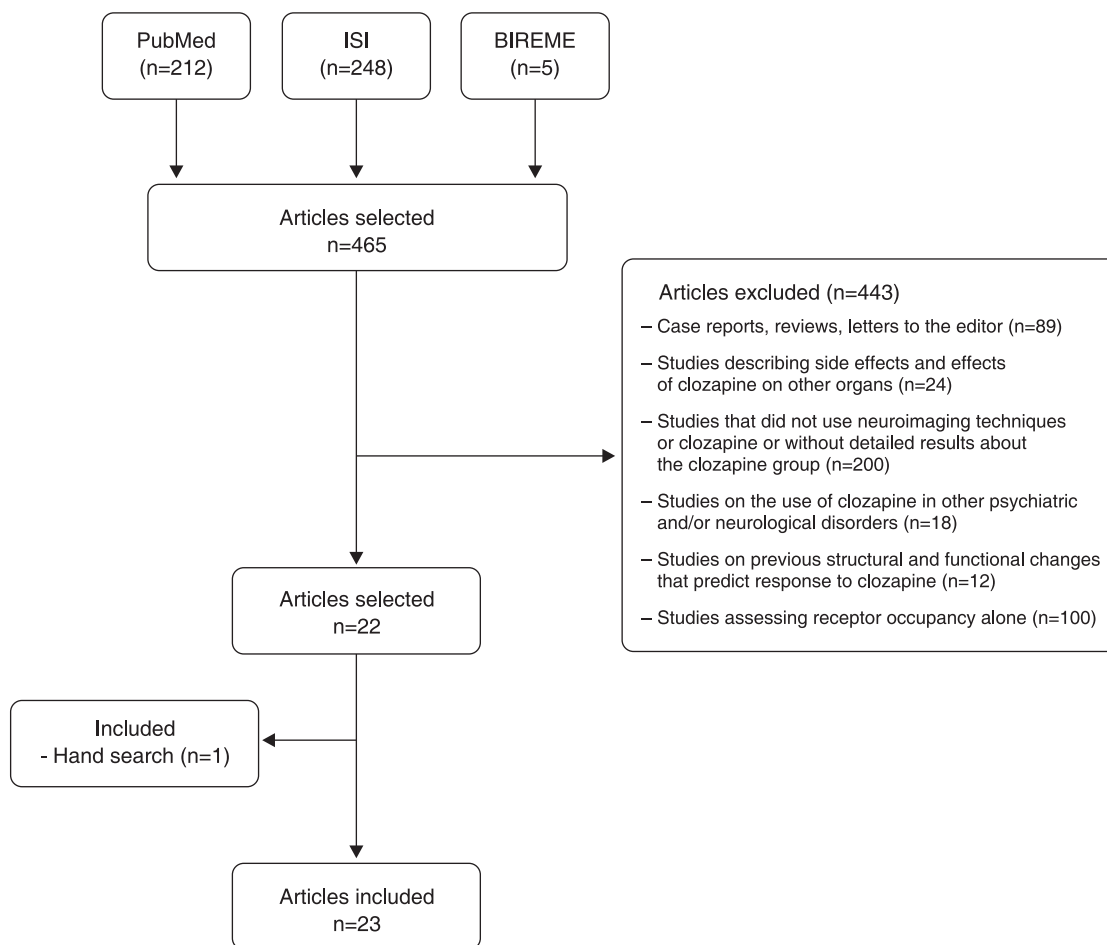 PubMed
(n=212)
ISI
(n=248)
BIREME
(n=5)
Articles selected
n=465
Articles excluded (n=443)
– Case reports, reviews, letters to the editor (n=89)
– Studies describing side effects and effects
of clozapine on other organs (n=24)
– Studies that did not use neuroimaging techniques
or clozapine or without detailed results about
the clozapine group (n=200)
– Studies on the use of clozapine in other psychiatric
and/or neurological disorders (n=18)
– Studies on previous structural and functional changes
that predict response to clozapine (n=12)
– Studies assessing receptor occupancy alone (n=100)
Articles selected
n=22
Included
- Hand search (n=1)
Articles included
n=23